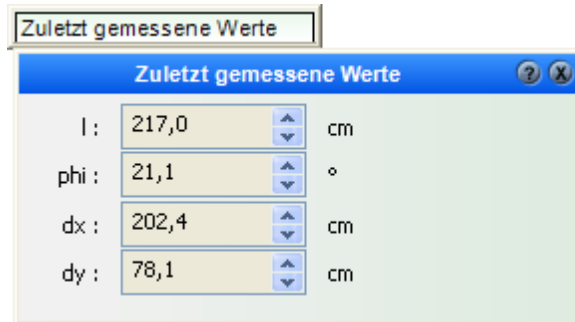 Zuletzt gemessene Werte
Zuletzt gemessene Werte ? X
l : 217,0 cm
phi : 21,1 °
dx : 202,4 cm
dy : 78,1 cm